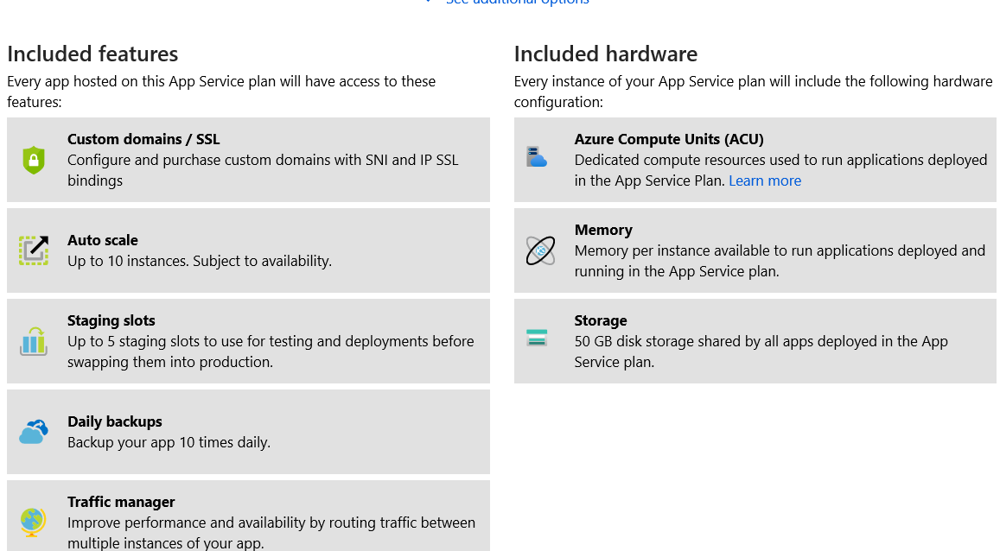 See additional options
Included features
Every app hosted on this App Service plan will have access to these
features:
Custom domains / SSL
Configure and purchase custom domains with SNI and IP SSL
bindings
Auto scale
Up to 10 instances. Subject to availability.
Staging slots
Up to 5 staging slots to use for testing and deployments before
swapping them into production.
Daily backups
Backup your app 10 times daily.
Traffic manager
Improve performance and availability by routing traffic between
multiple instances of your app.
Included hardware
Every instance of your App Service plan will include the following hardware
configuration:
Azure Compute Units (ACU)
Dedicated compute resources used to run applications deployed
in the App Service Plan. Learn more
Memory
Memory per instance available to run applications deployed and
running in the App Service plan.
Storage
50 GB disk storage shared by all apps deployed in the App
Service plan.